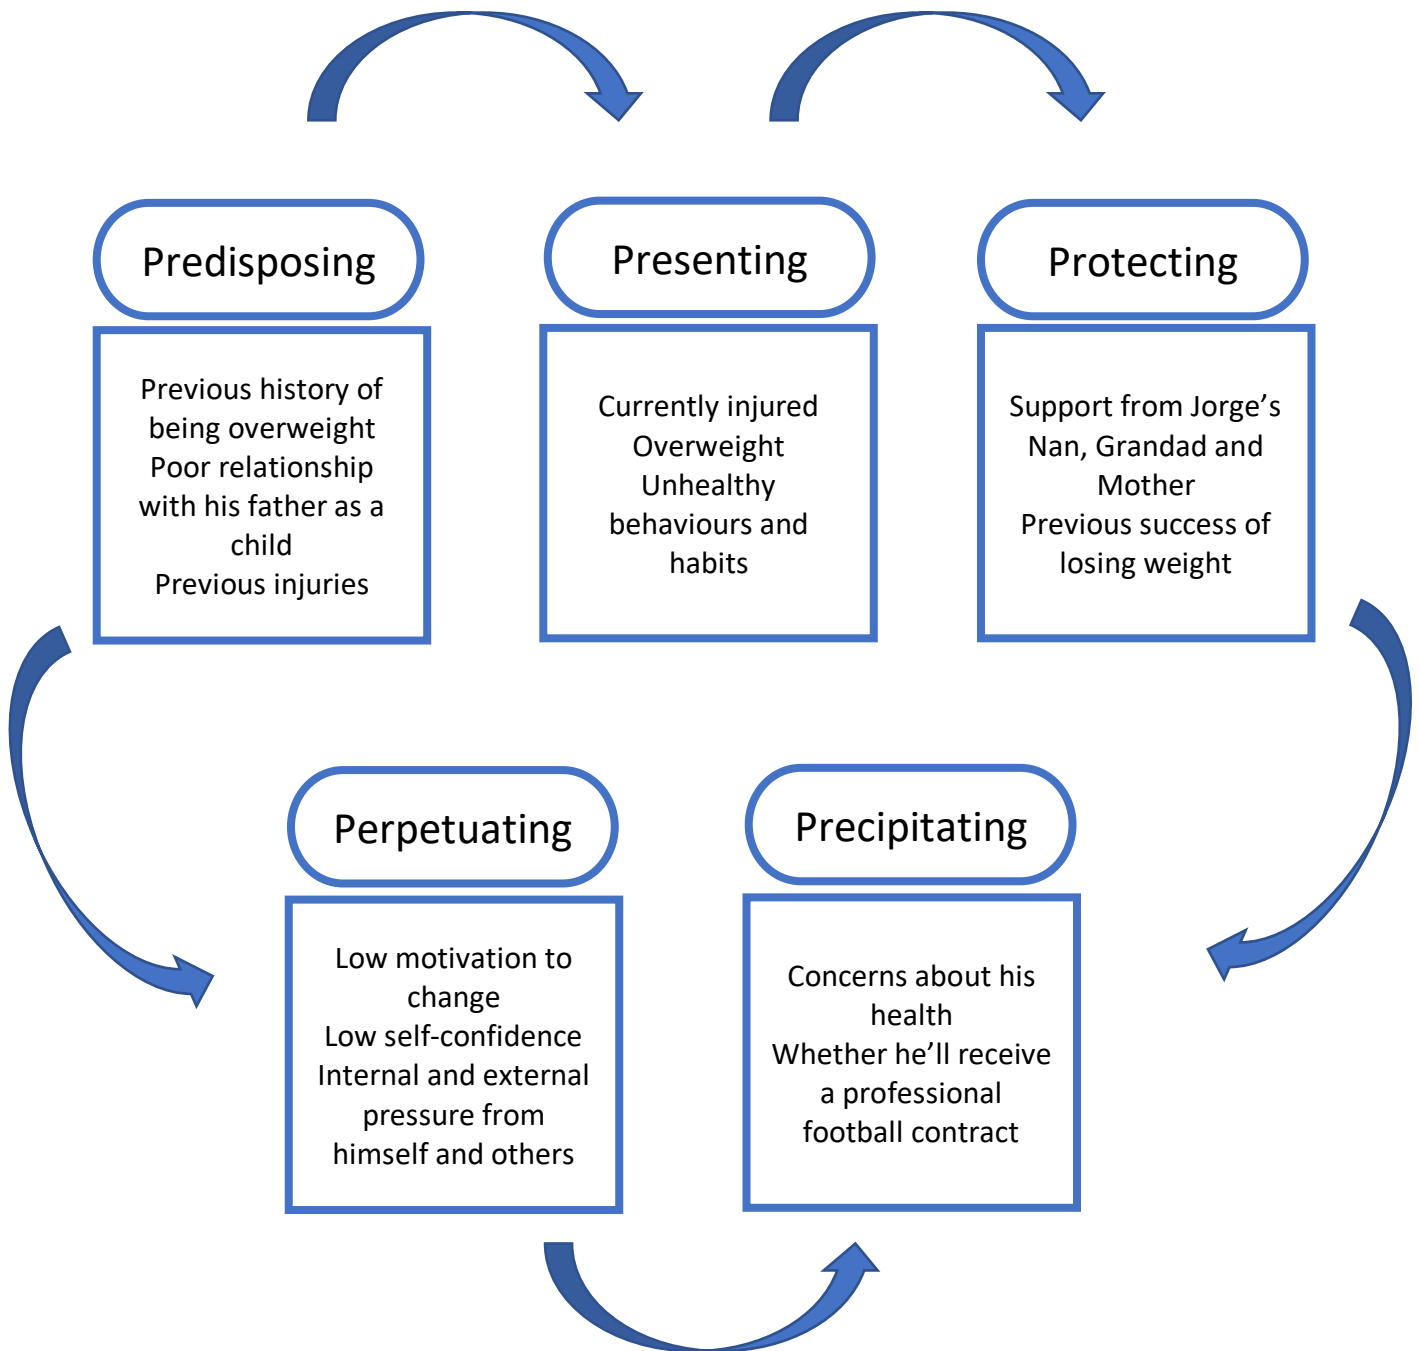 Predisposing
Previous history of
being overweight
Poor relationship
with his father as a
child
Previous injuries
Presenting
Currently injured
Overweight
Unhealthy
behaviours and
habits
Protecting
Support from Jorge’s
Nan, Grandad and
Mother
Previous success of
losing weight
Perpetuating
Low motivation to
change
Low self-confidence
Internal and external
pressure from
himself and others
Precipitating
Concerns about his
health
Whether he’ll receive
a professional
football contract